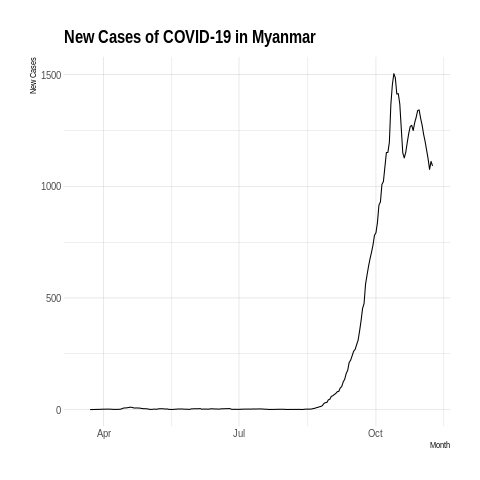 New Cases of COVID-19 in Myanmar
New Cases
1500
1000
500
0
Apr
Jul
Oct
Month